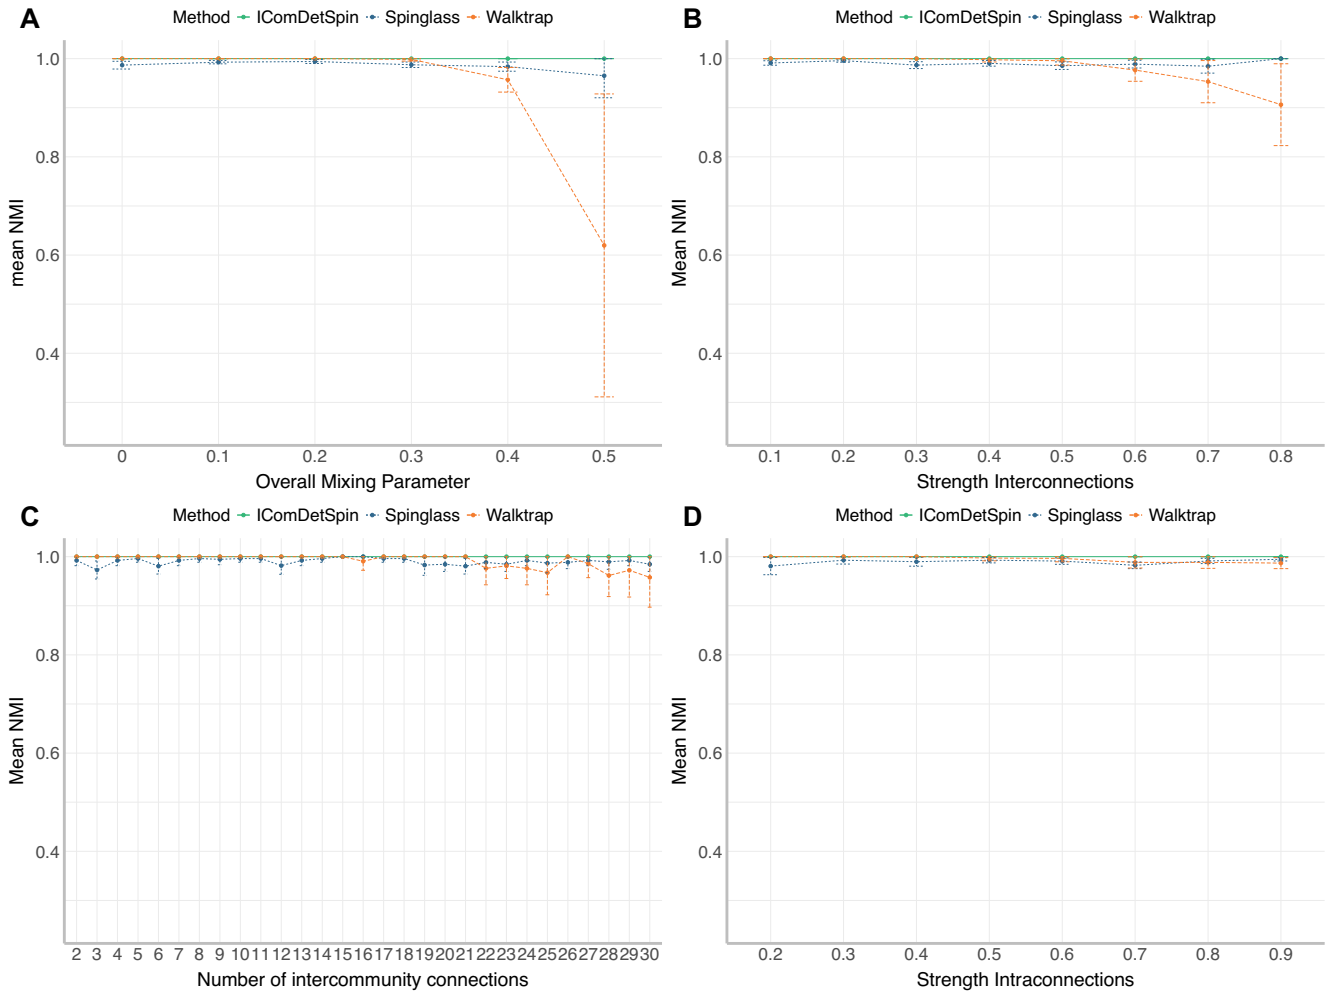 A
Method IComDetSpin Spinglass Walktrap
1.0
0.8
0.6
0.4
mean NMI
0 0.1 0.2 0.3 0.4 0.5
Overall Mixing Parameter
B
Method IComDetSpin Spinglass Walktrap
1.0
0.8
0.6
0.4
Mean NMI
0.1 0.2 0.3 0.4 0.5 0.6 0.7 0.8
Strength Interconnections
C
Method IComDetSpin Spinglass Walktrap
1.0
0.8
0.6
0.4
Mean NMI
2 3 4 5 6 7 8 9 10 11 12 13 14 15 16 17 18 19 20 21 22 23 24 25 26 27 28 29 30
Number of intercommunity connections
D
Method IComDetSpin Spinglass Walktrap
1.0
0.8
0.6
0.4
Mean NMI
0.2 0.3 0.4 0.5 0.6 0.7 0.8 0.9
Strength Intraconnections